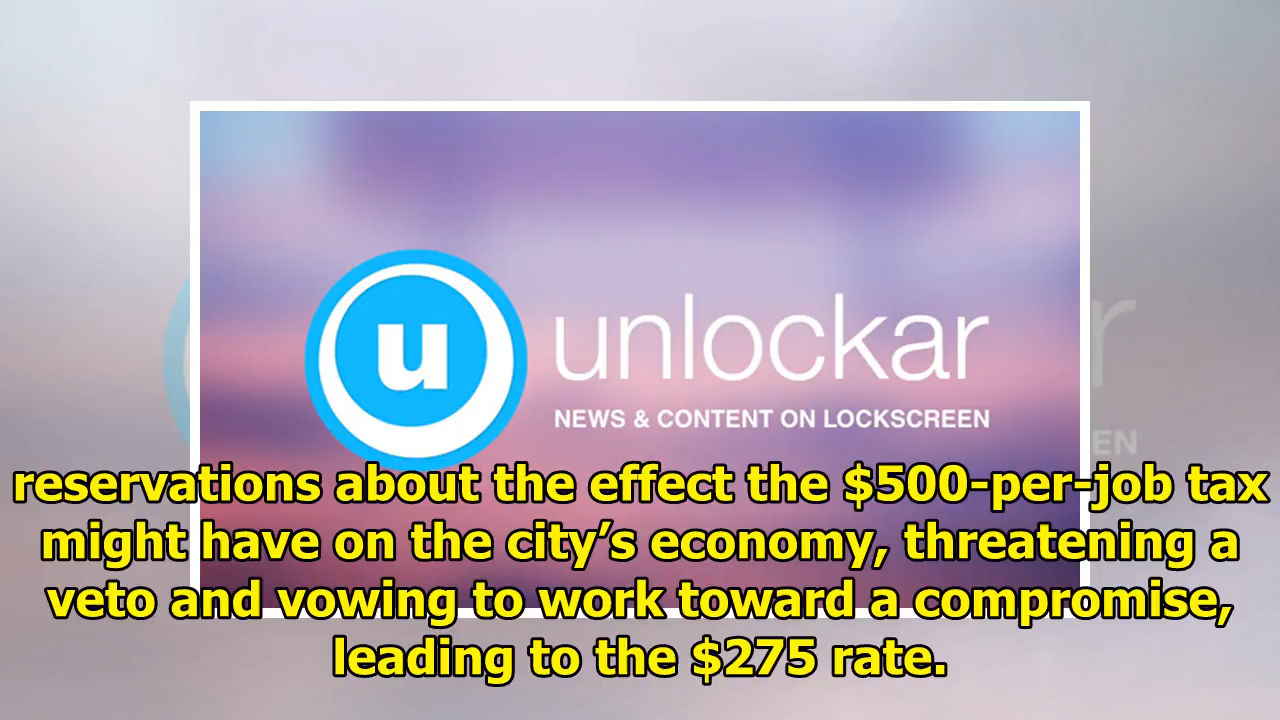 u
unlockar
NEWS & CONTENT ON LOCKSCREEN
r
EN
reservations about the effect the $500-per-job tax
might have on the city’s economy, threatening a
veto and vowing to work toward a compromise,
leading to the $275 rate.